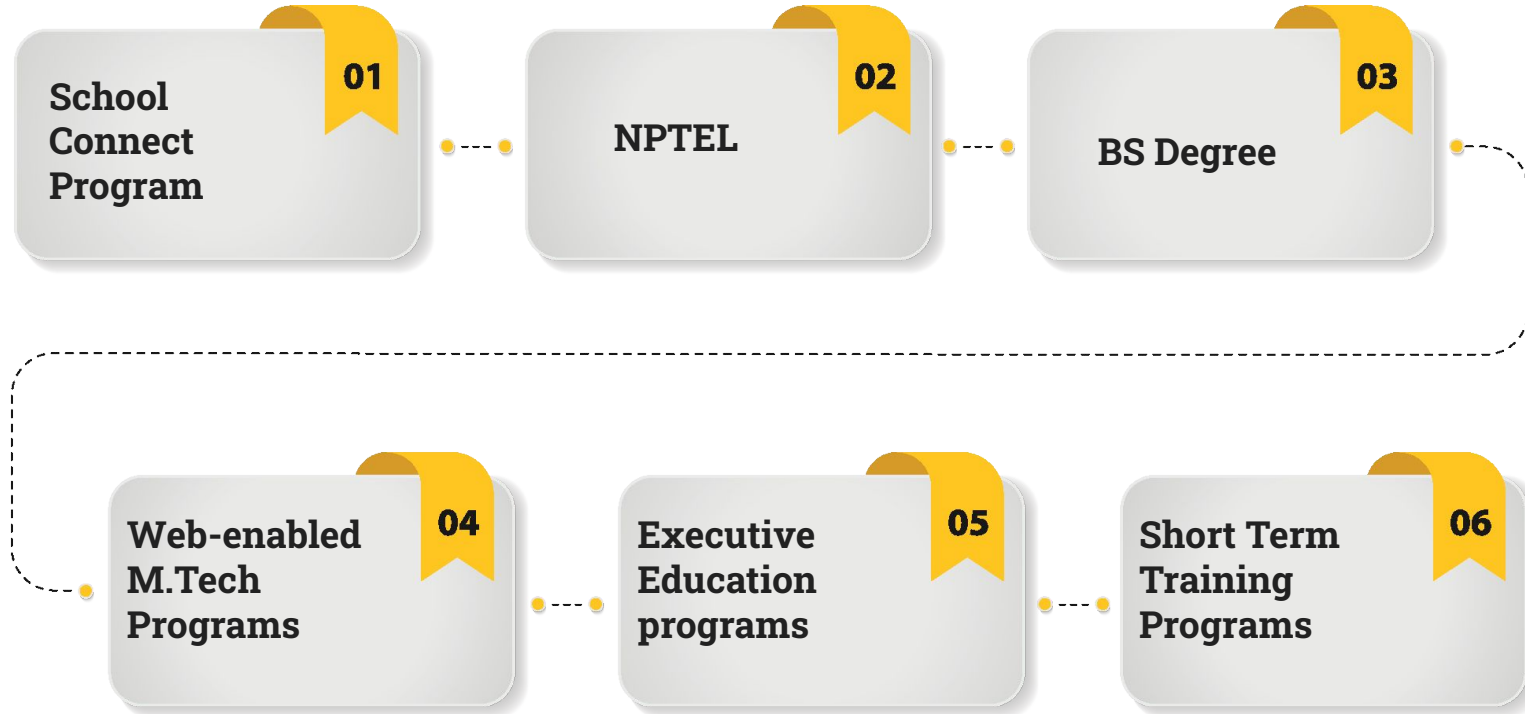 01
School
Connect
Program
02
NPTEL
03
BS Degree
04
Web-enabled
M.Tech
Programs
05
Executive
Education
programs
06
Short Term
Training
Programs